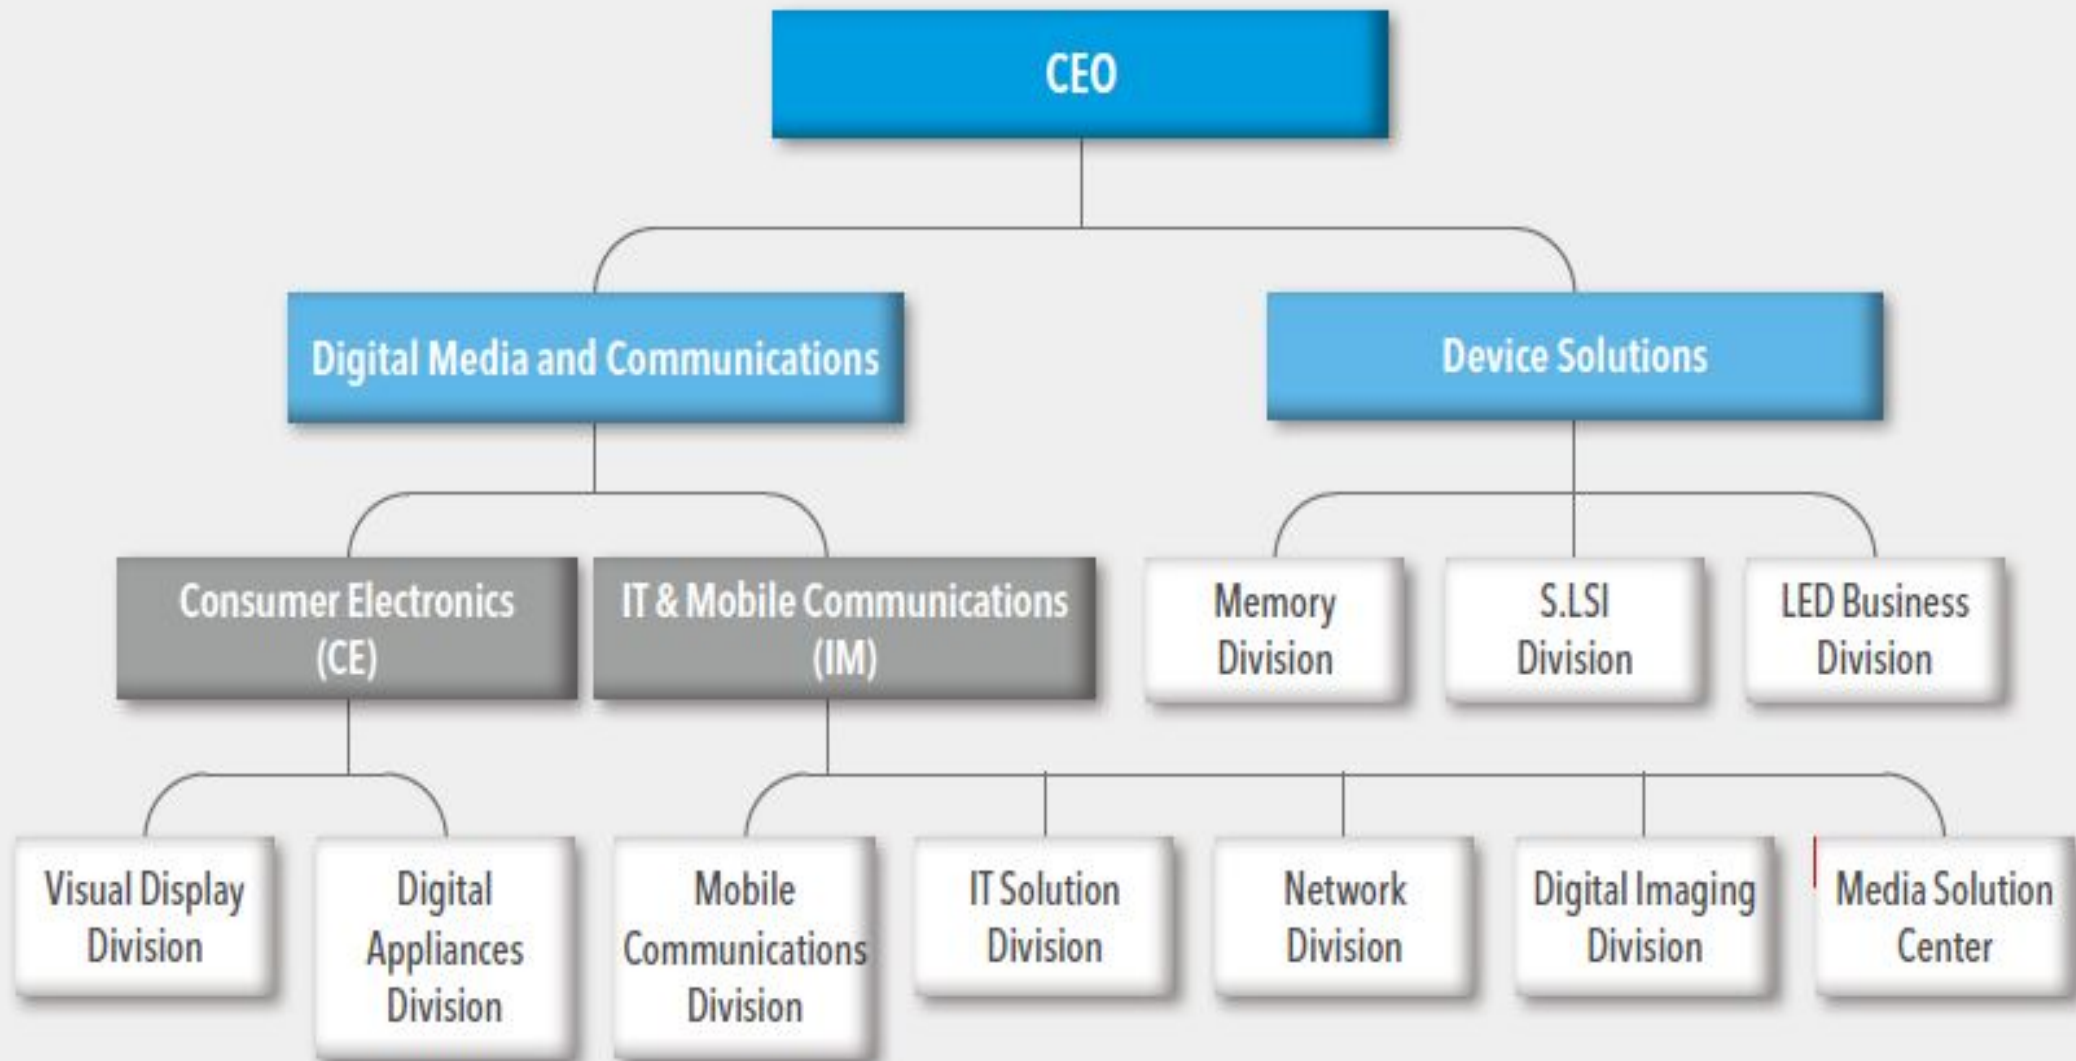 CEO
Digital Media and Communications
Device Solutions
Consumer Electronics
(CE)
IT & Mobile Communications
(IM)
Memory
Division
S.LSI
Division
LED Business
Division
Visual Display
Division
Digital
Appliances
Division
Mobile
Communications
Division
IT Solution
Division
Network
Division
Digital Imaging
Division
Media Solution
Center